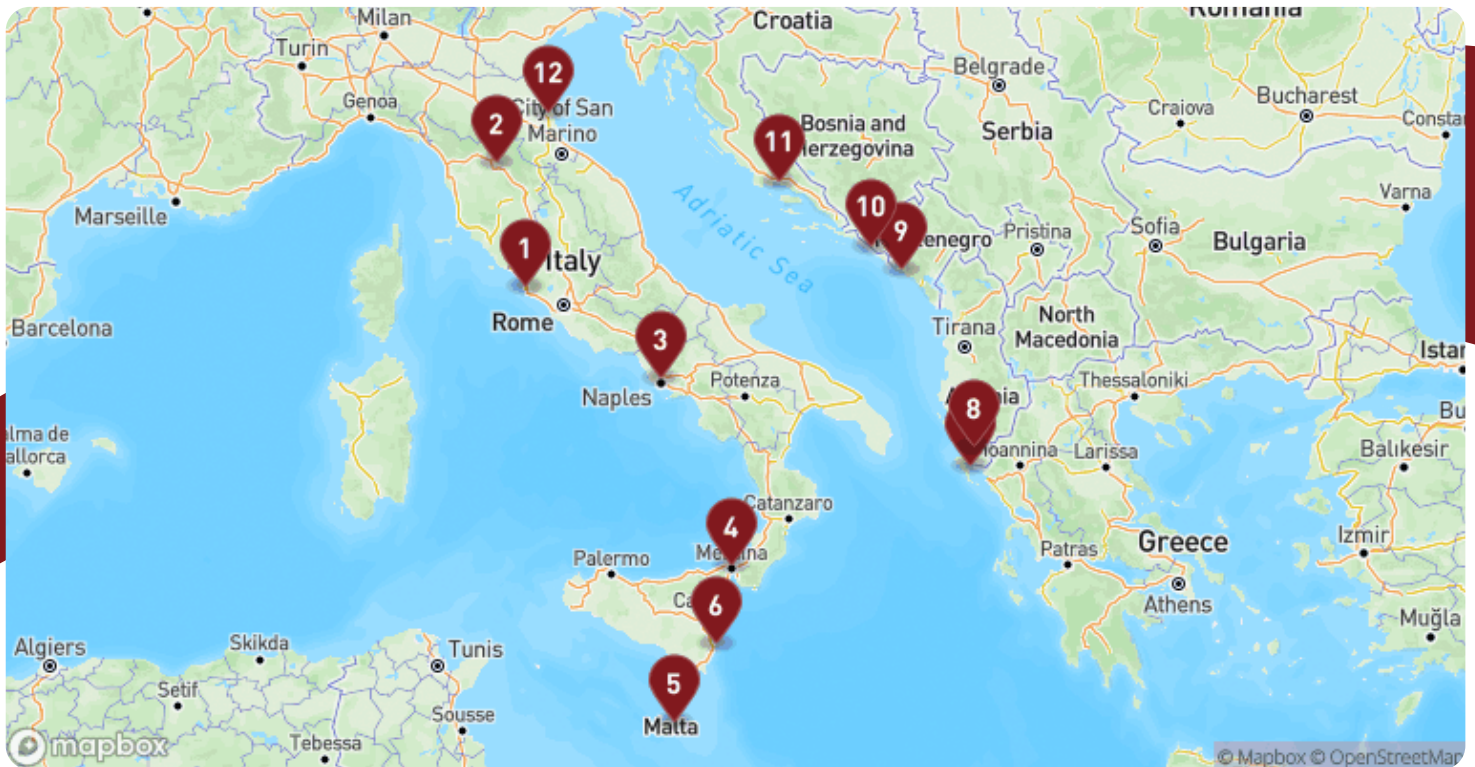 Milan
Croatia
Romania
Turin
12
Belgrade
Genoa
City of San
Marino
2
Craiova
Bucharest
Constan
Serbia
11
Bosnia and
Herzegovina
Marseille
Adriatic Sea
10
9
Montenegro
Pristina
Sofia
Varna
Bulgaria
1
Italy
Rome
Barcelona
North
Macedonia
Tirana
Istan
3
Naples
Potenza
Thessaloniki
8
Bu
alma de
allorca
Ioannina
Larissa
Balıkesir
Catanzaro
4
Messina
Palermo
Patras
Greece
Izmir
Ca
6
Athens
Muğla
Algiers
Skikda
Tunis
Setif
5
Malta
Sousse
Tebessa
mapbox
© Mapbox © OpenStreetMap